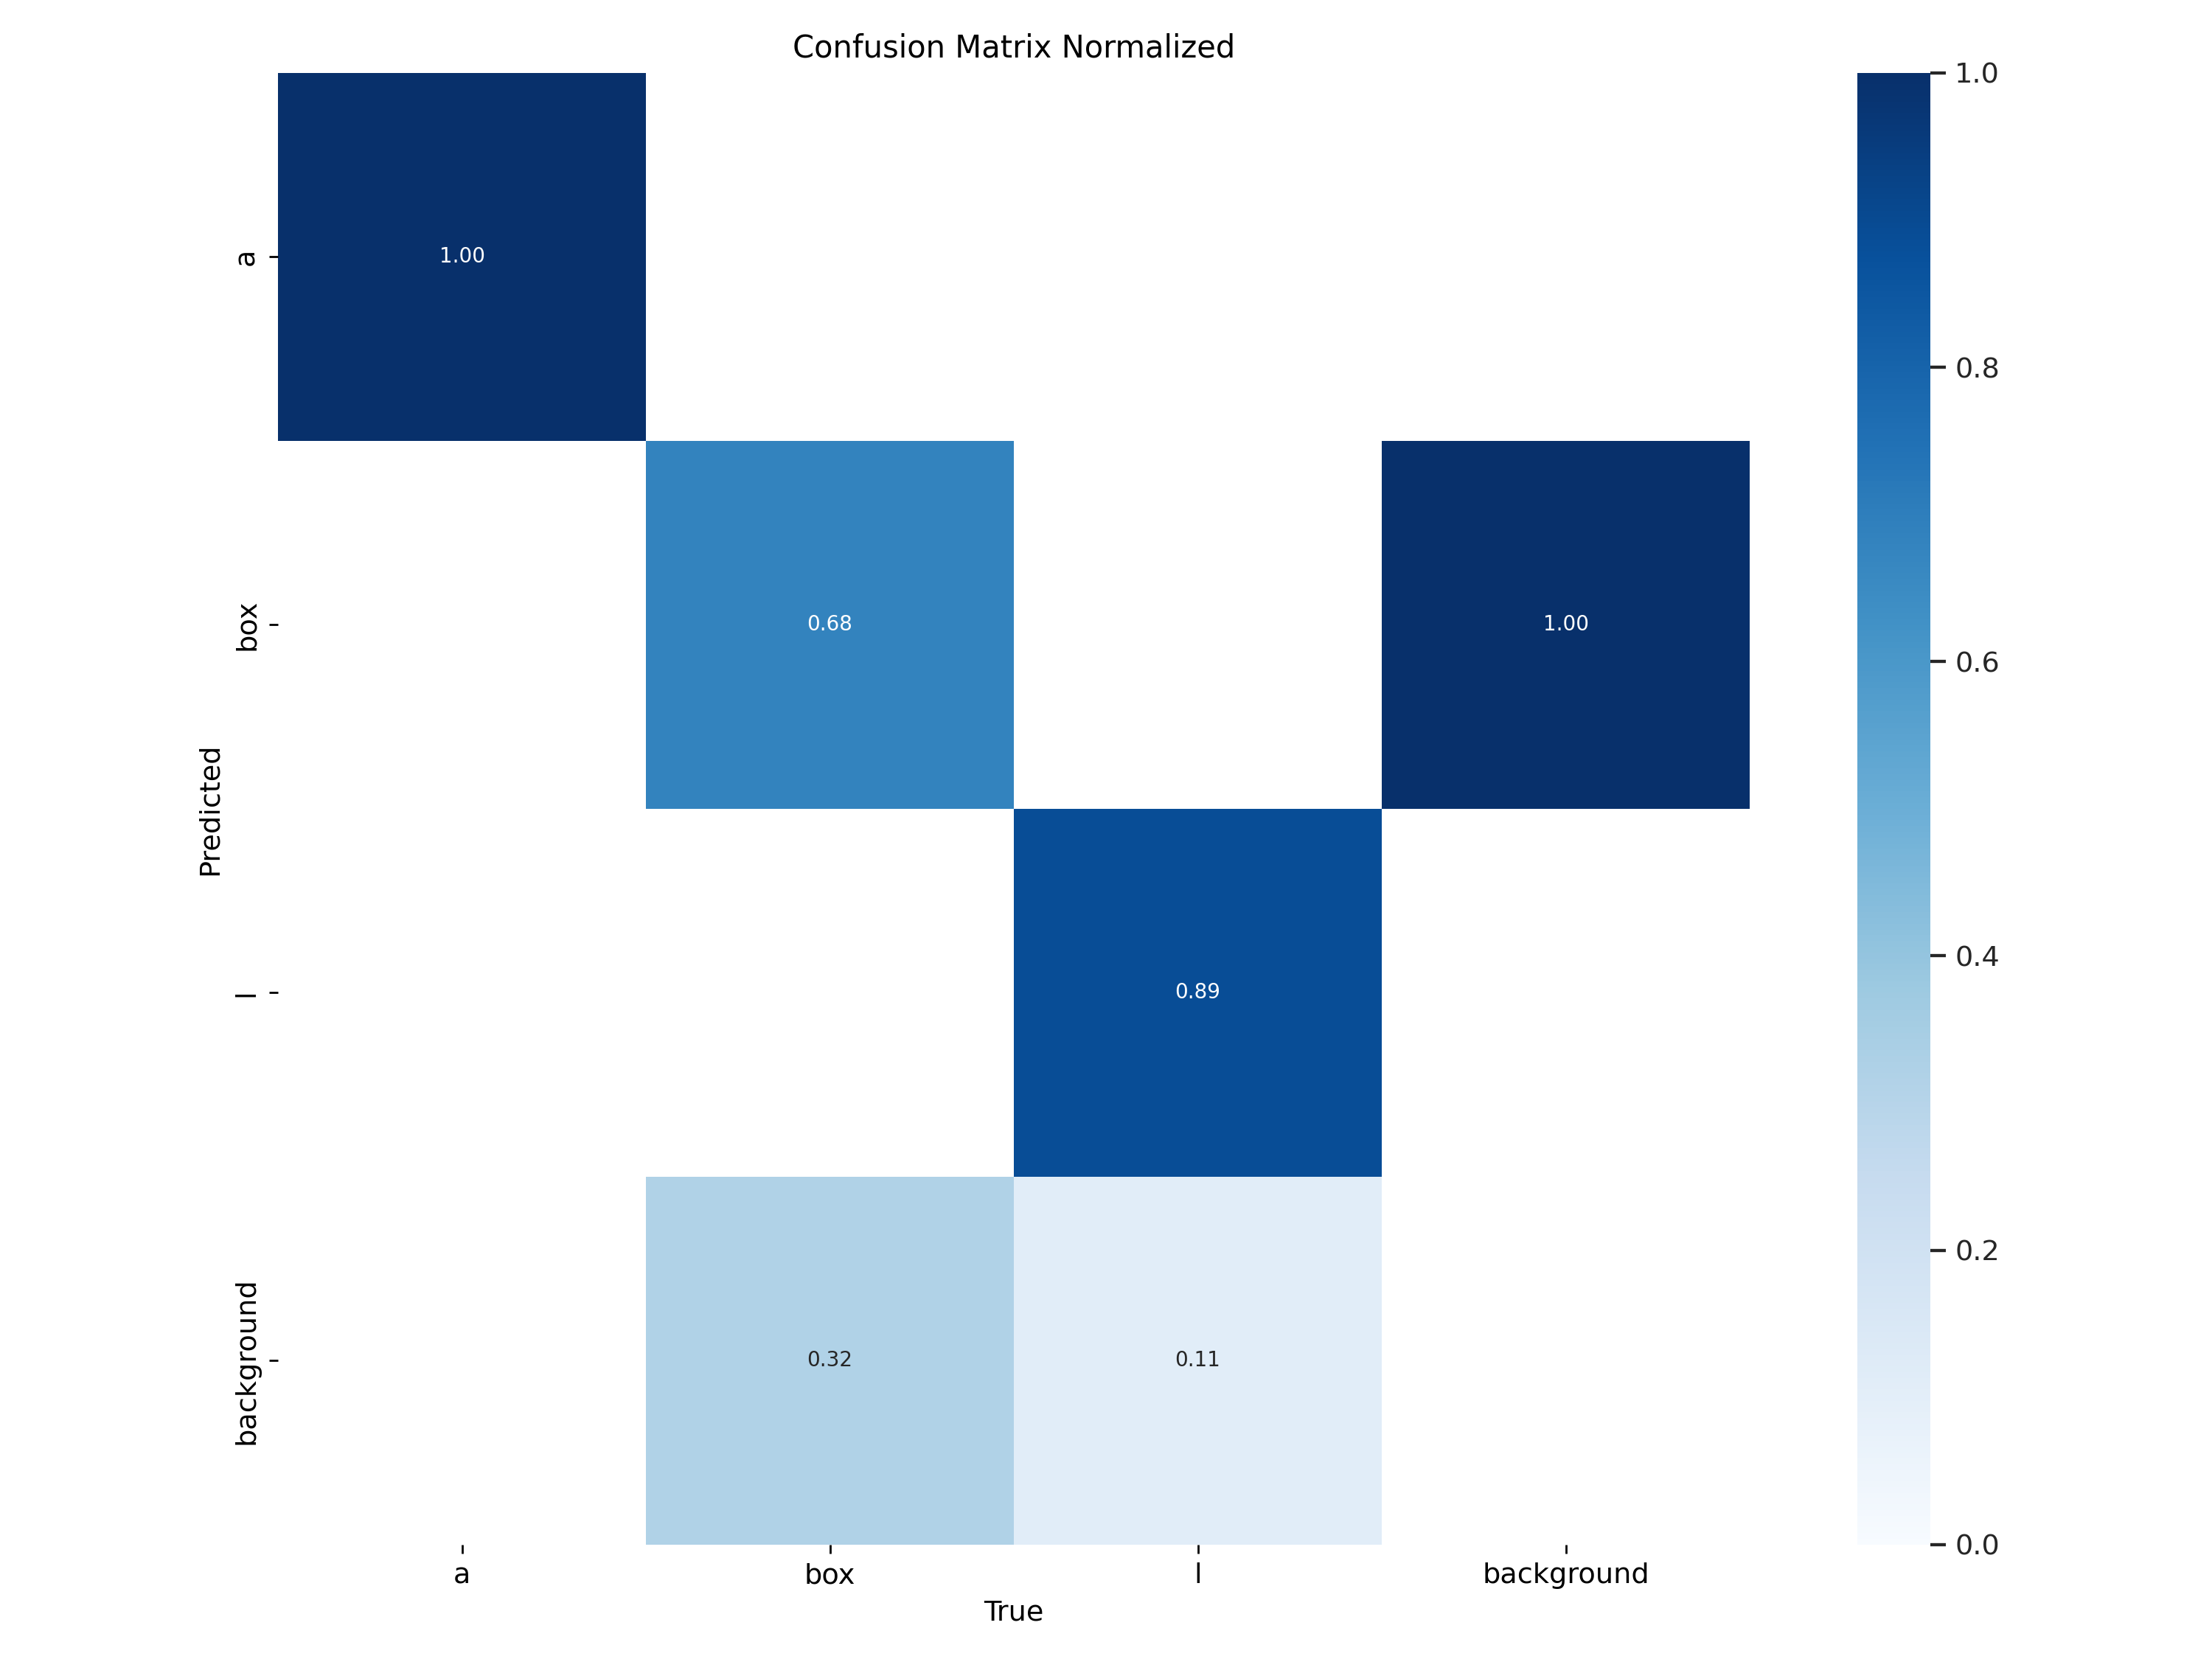 Confusion Matrix Normalized
1.0
a
1.00
0.8
box
0.68
1.00
0.6
Predicted
l
0.89
0.4
background
0.32
0.11
0.2
0.0
a
box
l
background
True